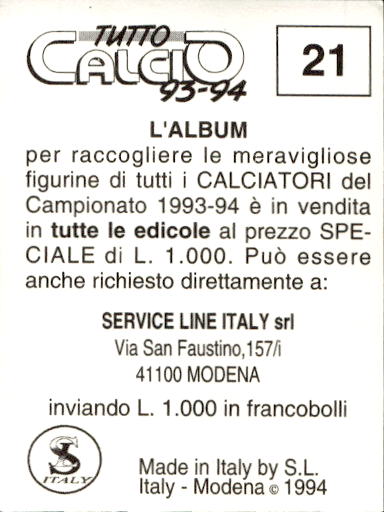 TUTTO
CALCIO
93-94
21
L'ALBUM
per raccogliere le meravigliose
figurine di tutti i CALCIATORI del
Campionato 1993-94 è in vendita
in tutte le edicole al prezzo SPE-
CIALE di L. 1.000. Può essere
anche richiesto direttamente a:
SERVICE LINE ITALY srl
Via San Faustino,157/i
41100 MODENA
inviando L. 1.000 in francobolli
SL
ITALY
Made in Italy by S.L.
Italy - Modena © 1994